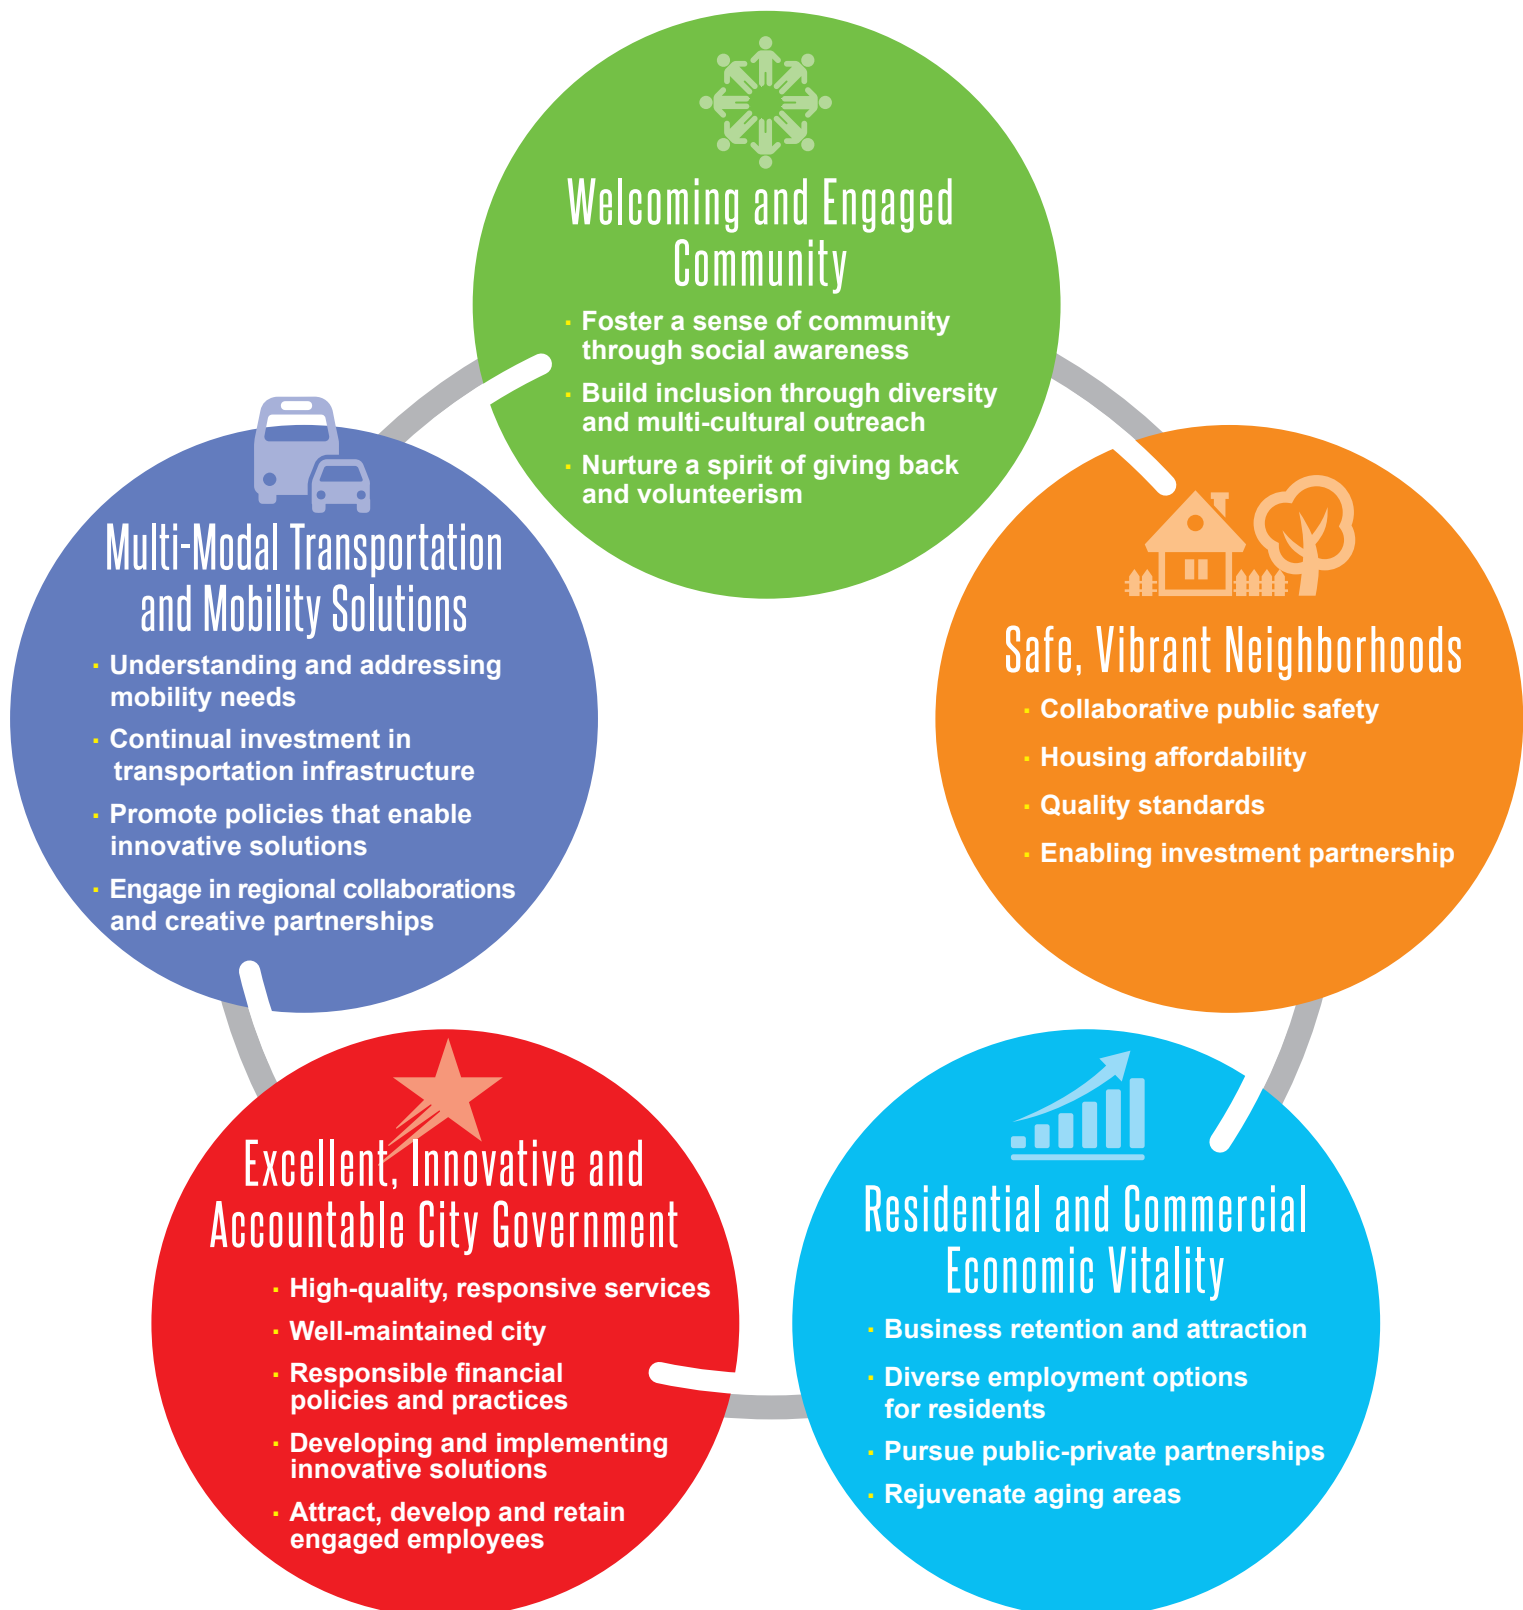 Welcoming and Engaged
Community
· Foster a sense of community
through social awareness
· Build inclusion through diversity
and multi-cultural outreach
· Nurture a spirit of giving back
and volunteerism
Safe, Vibrant Neighborhoods
· Collaborative public safety
· Housing affordability
· Quality standards
· Enabling investment partnership
Residential and Commercial
Economic Vitality
· Business retention and attraction
· Diverse employment options
for residents
· Pursue public-private partnerships
· Rejuvenate aging areas
Excellent, Innovative and
Accountable City Government
· High-quality, responsive services
· Well-maintained city
· Responsible financial
policies and practices
· Developing and implementing
innovative solutions
· Attract, develop and retain
engaged employees
Multi-Modal Transportation
and Mobility Solutions
· Understanding and addressing
mobility needs
· Continual investment in
transportation infrastructure
· Promote policies that enable
innovative solutions
· Engage in regional collaborations
and creative partnerships